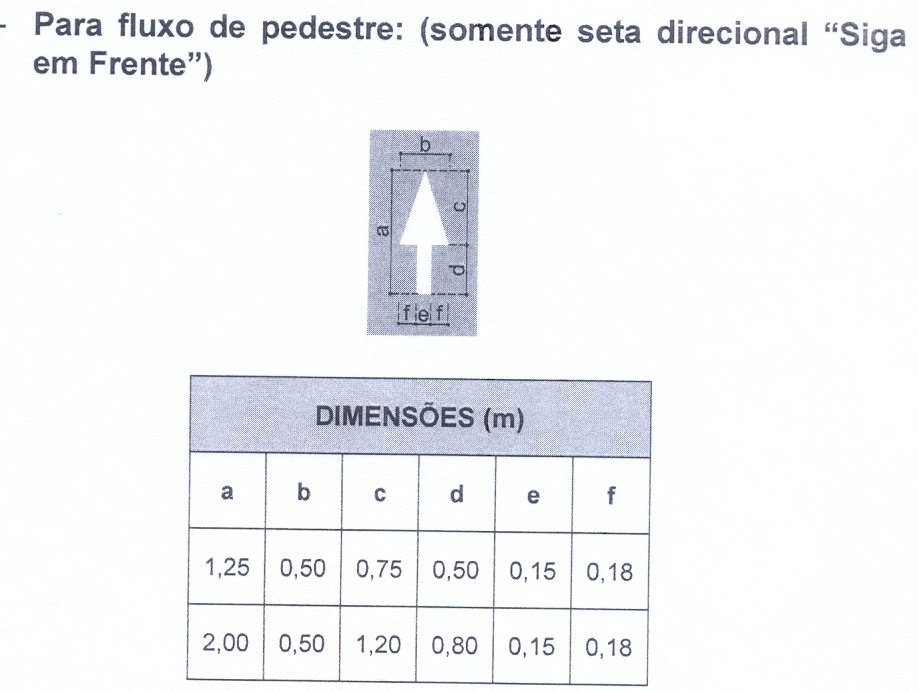 - Para fluxo de pedestre: (somente seta direcional “Siga
em Frente”)
b
a
c
d
f e f
DIMENSÕES (m)
a b c d e f
1,25 0,50 0,75 0,50 0,15 0,18
2,00 0,50 1,20 0,80 0,15 0,18